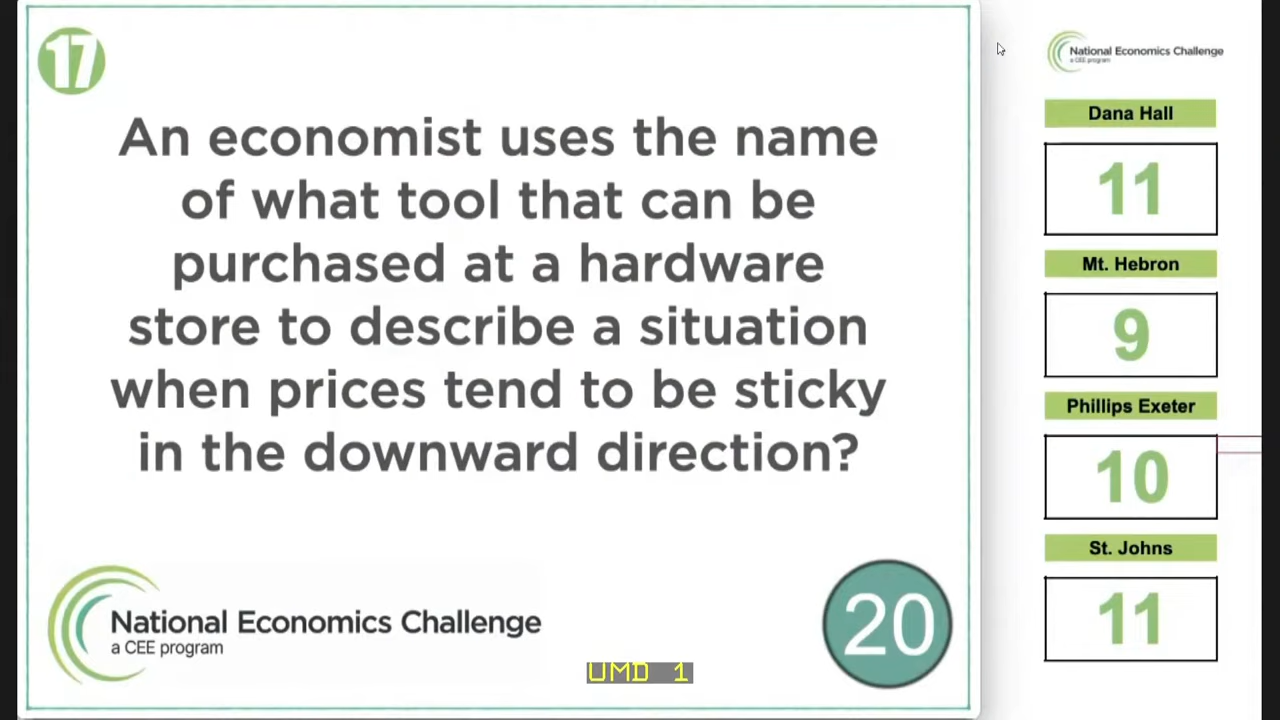 17
An economist uses the name
of what tool that can be
purchased at a hardware
store to describe a situation
when prices tend to be sticky
in the downward direction?
National Economics Challenge
a CEE program
20
UMD 1
National Economics Challenge
a CEE program
Dana Hall
11
Mt. Hebron
9
Phillips Exeter
10
St. Johns
11